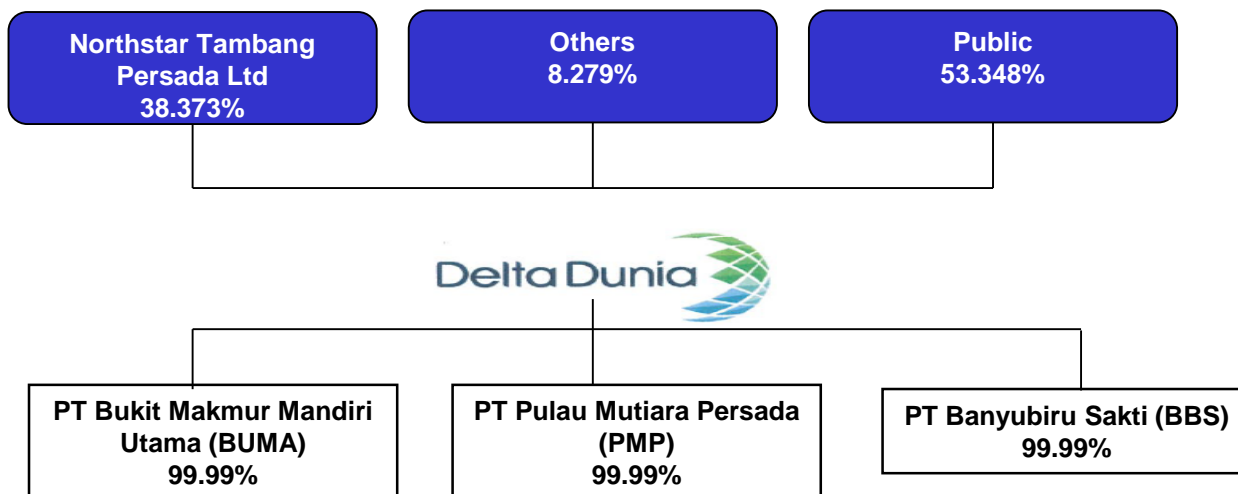 Northstar Tambang
Persada Ltd
38.373%
Others
8.279%
Public
53.348%
Delta Dunia
PT Bukit Makmur Mandiri
Utama (BUMA)
99.99%
PT Pulau Mutiara Persada
(PMP)
99.99%
PT Banyubiru Sakti (BBS)
99.99%